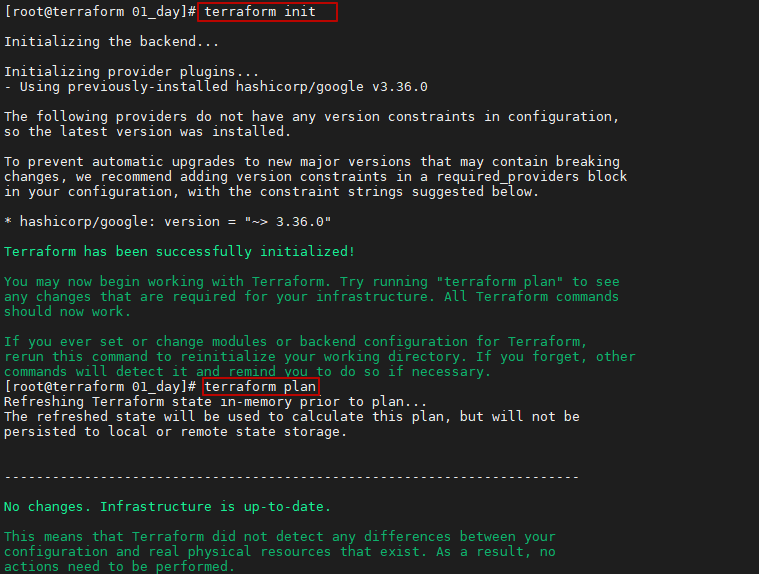 [root@terraform 01_day]# terraform init
Initializing the backend...
Initializing provider plugins...
- Using previously-installed hashicorp/google v3.36.0
The following providers do not have any version constraints in configuration,
so the latest version was installed.
To prevent automatic upgrades to new major versions that may contain breaking
changes, we recommend adding version constraints in a required_providers block
in your configuration, with the constraint strings suggested below.
* hashicorp/google: version = "~> 3.36.0"
Terraform has been successfully initialized!
You may now begin working with Terraform. Try running "terraform plan" to see
any changes that are required for your infrastructure. All Terraform commands
should now work.
If you ever set or change modules or backend configuration for Terraform,
rerun this command to reinitialize your working directory. If you forget, other
commands will detect it and remind you to do so if necessary.
[root@terraform 01_day]# terraform plan
Refreshing Terraform state in-memory prior to plan...
The refreshed state will be used to calculate this plan, but will not be
persisted to local or remote state storage.
------------------------------------------------------------------------
No changes. Infrastructure is up-to-date.
This means that Terraform did not detect any differences between your
configuration and real physical resources that exist. As a result, no
actions need to be performed.